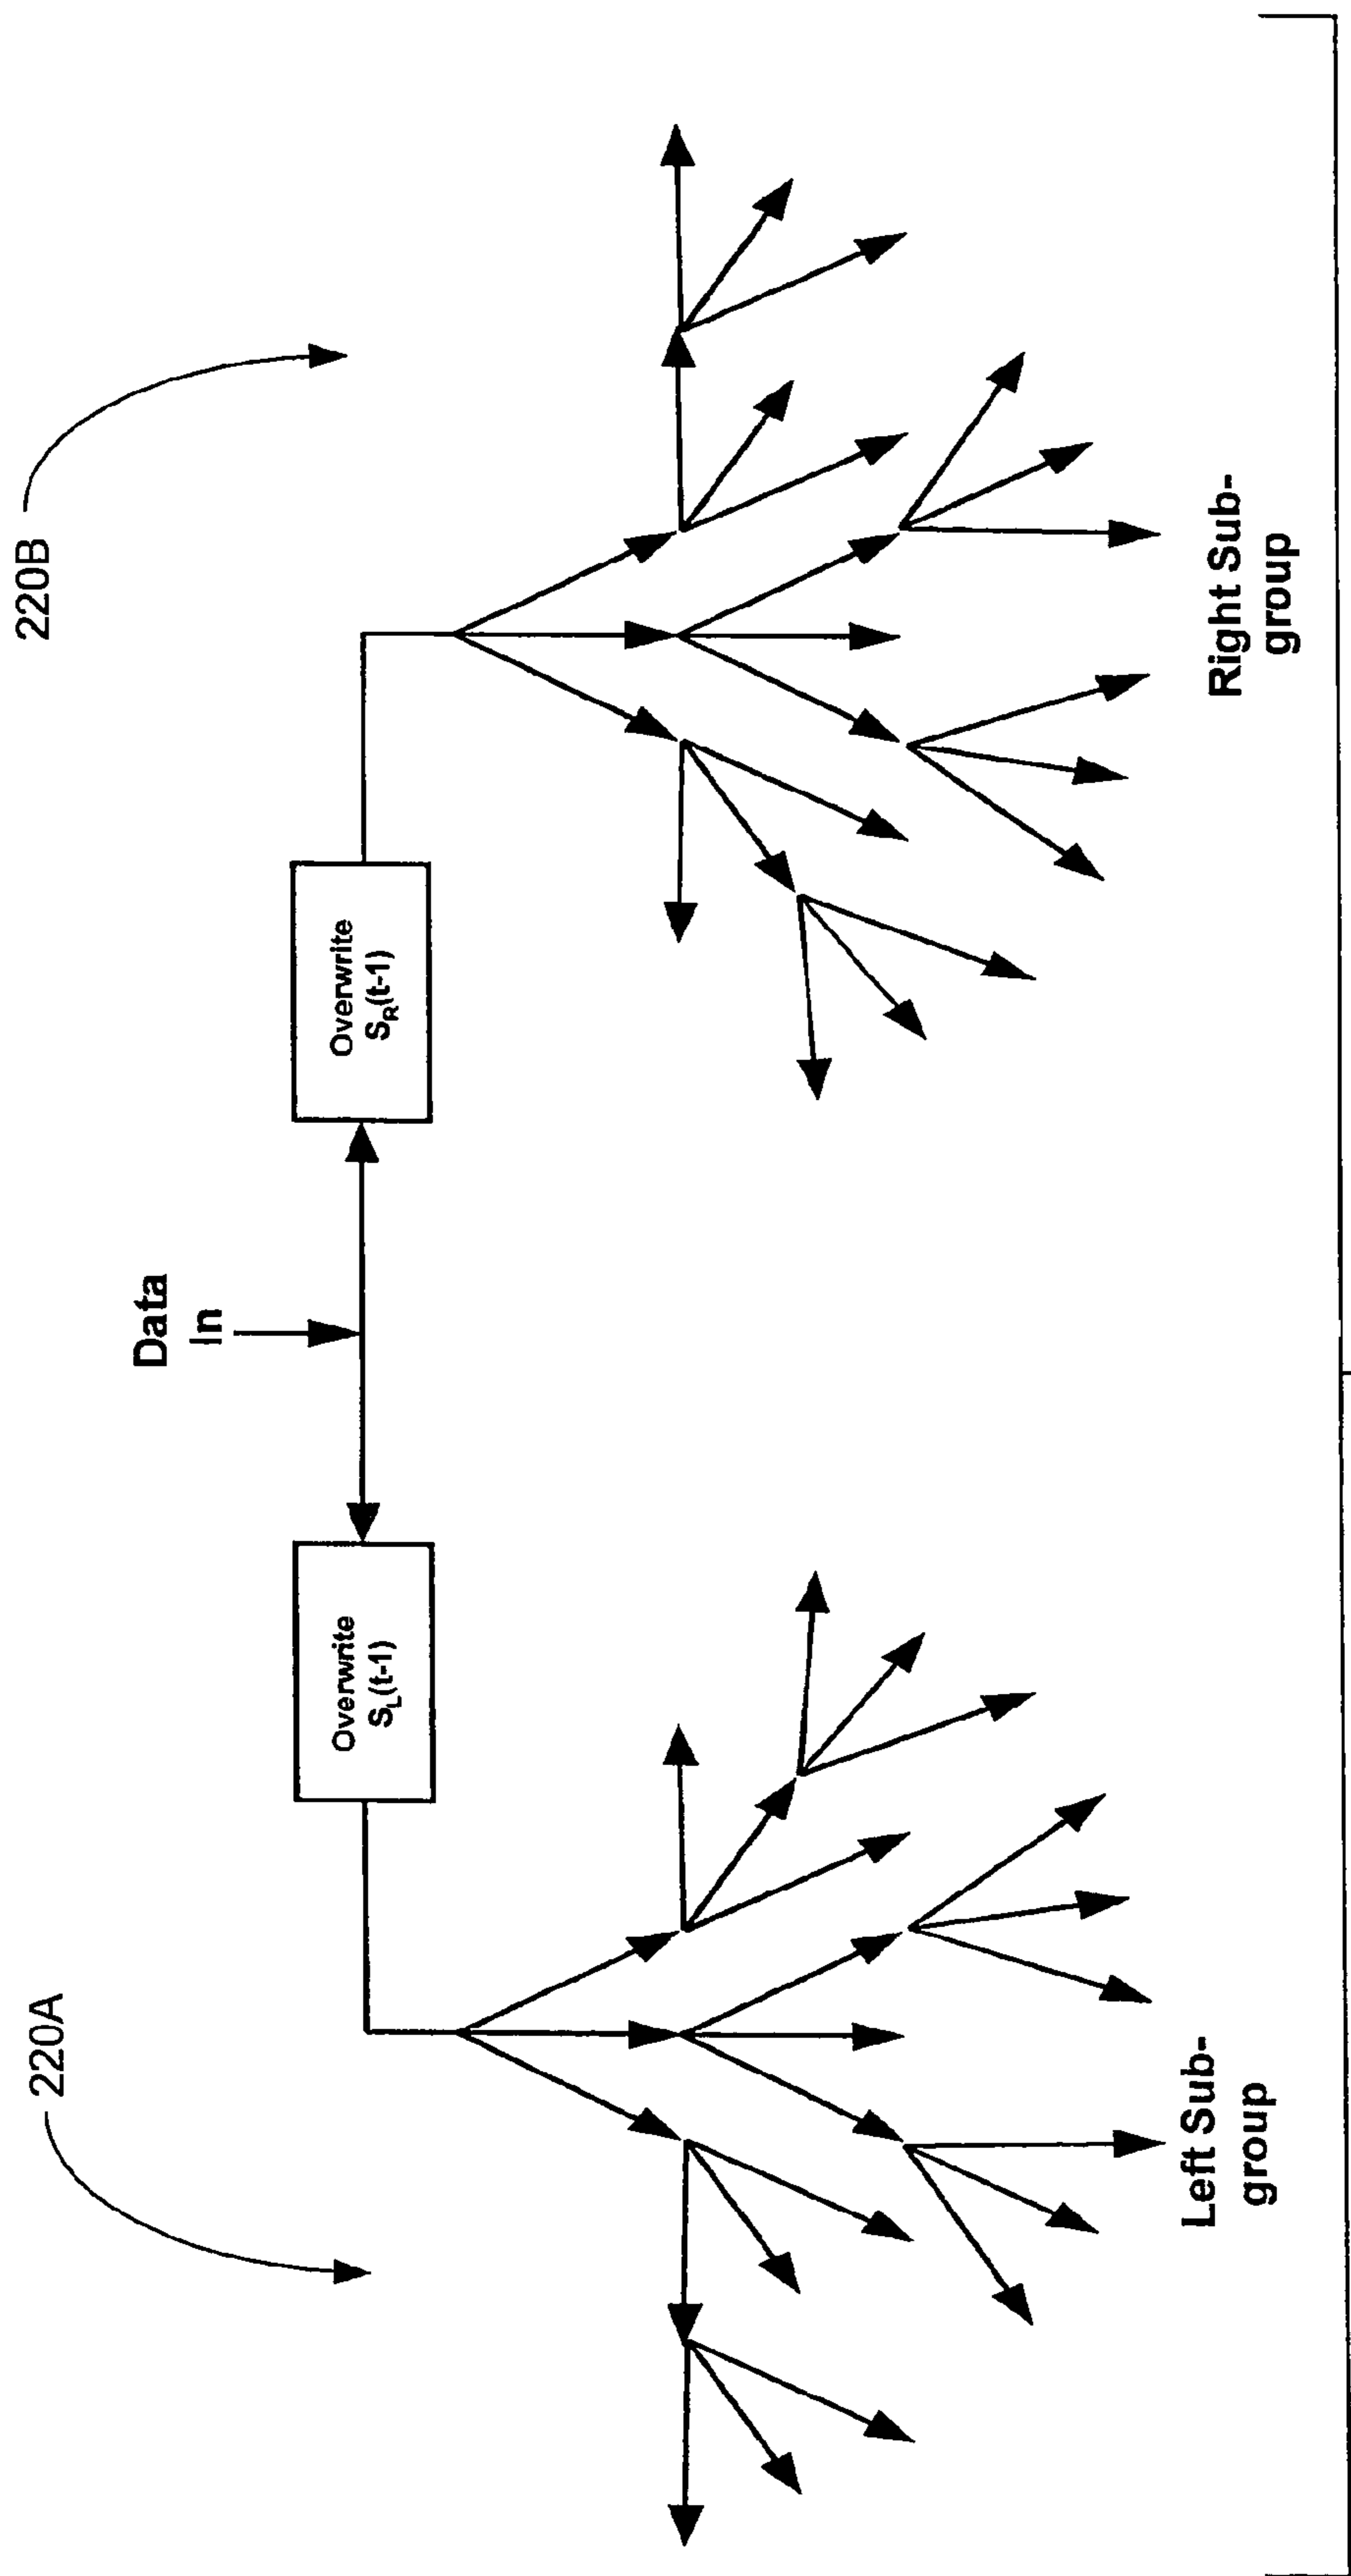 220A
220B
Data
In
Overwrite
S_L(t-1)
Overwrite
S_R(t-1)
Left Sub-
group
Right Sub-
group